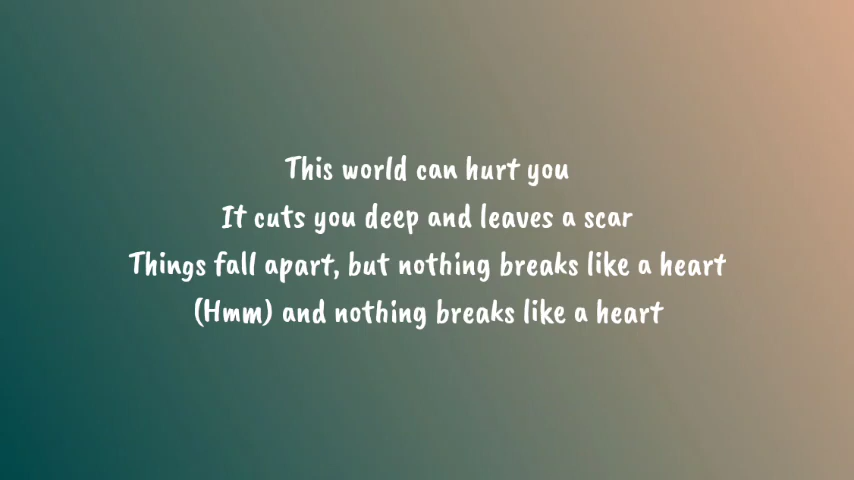 This world can hurt you
It cuts you deep and leaves a scar
Things fall apart, but nothing breaks like a heart
(Hmm) and nothing breaks like a heart